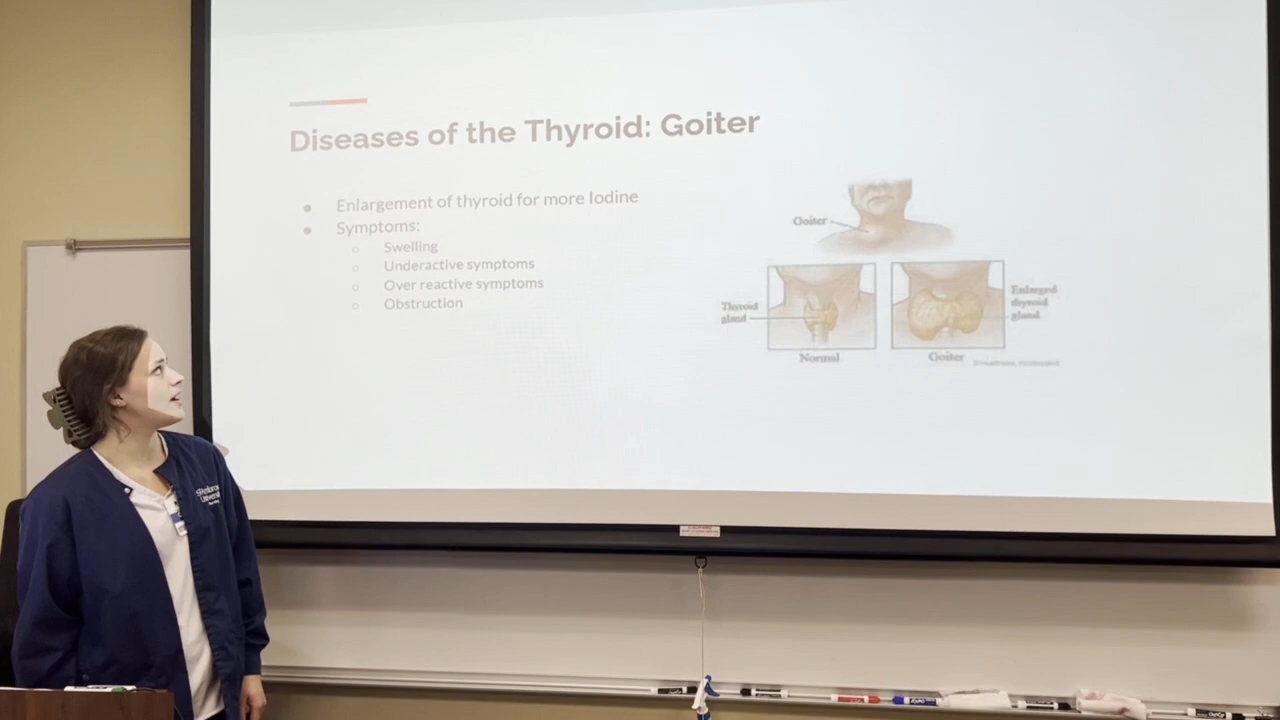 Diseases of the Thyroid: Goiter
Enlargement of thyroid for more Iodine
Symptoms:
Swelling
Underactive symptoms
Over reactive symptoms
Obstruction
Goiter
Thyroid
gland
Enlarged
thyroid
gland
Normal
Goiter